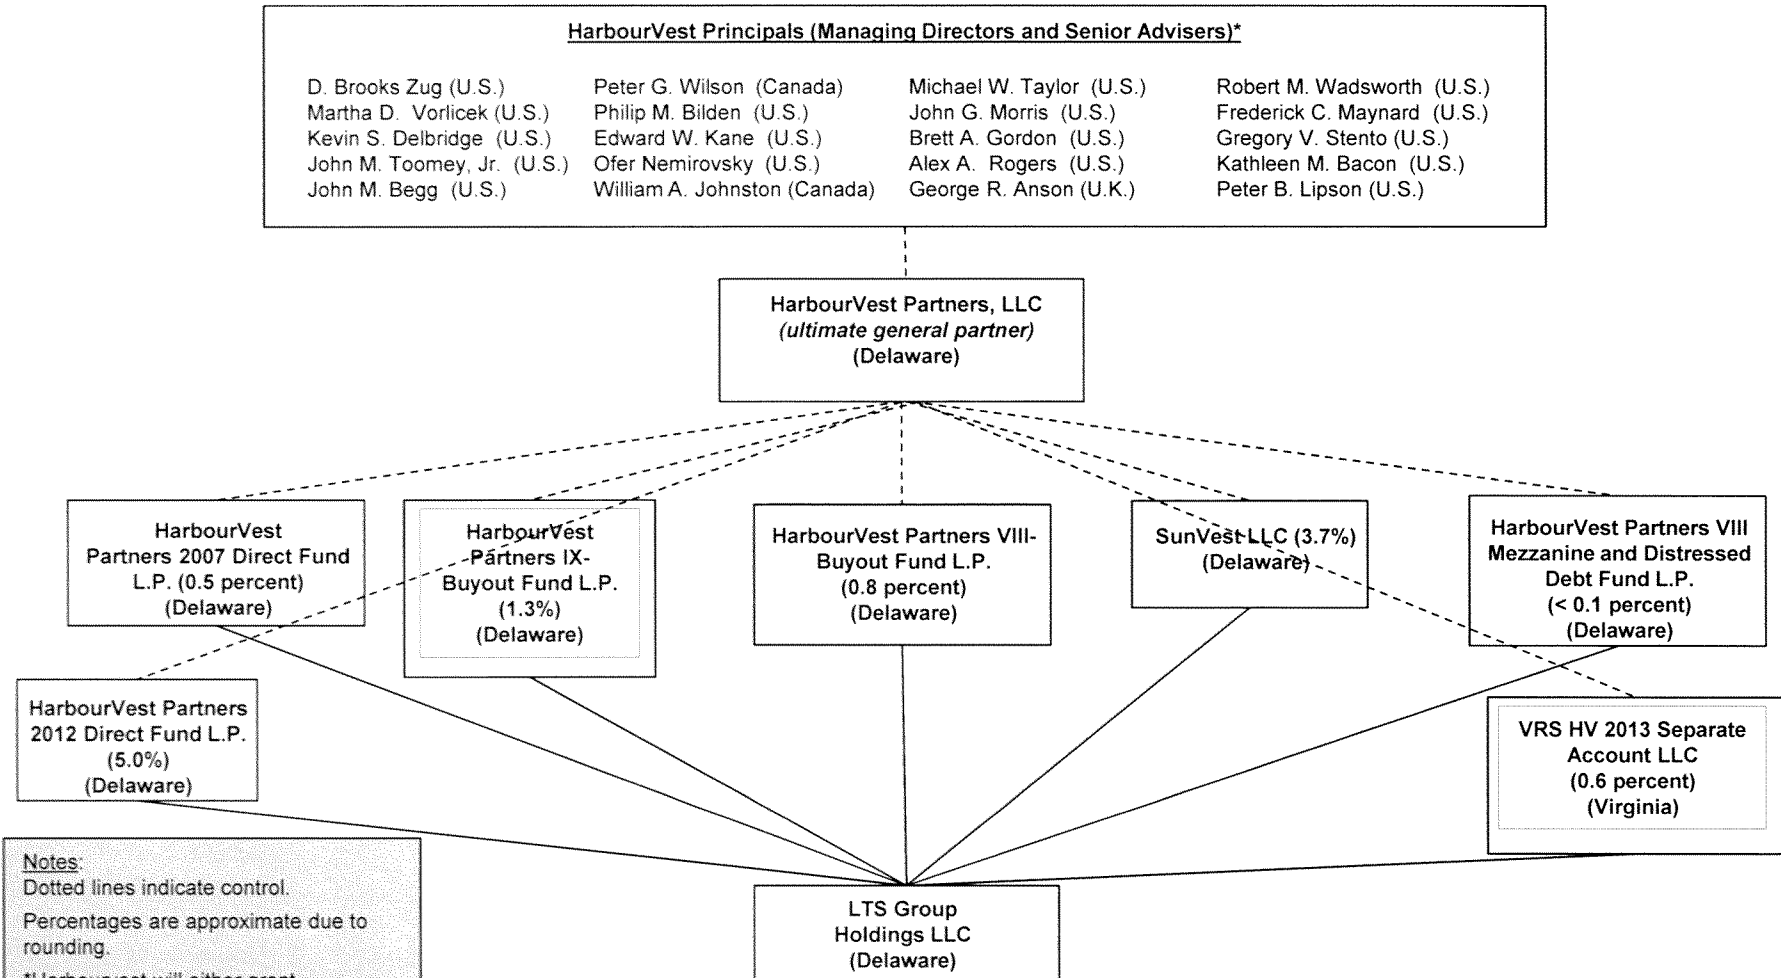 HarbourVest Principals (Managing Directors and Senior Advisers)*
D. Brooks Zug (U.S.) Peter G. Wilson (Canada) Michael W. Taylor (U.S.) Robert M. Wadsworth (U.S.)
Martha D. Vorlicek (U.S.) Philip M. Bilden (U.S.) John G. Morris (U.S.) Frederick C. Maynard (U.S.)
Kevin S. Delbridge (U.S.) Edward W. Kane (U.S.) Brett A. Gordon (U.S.) Gregory V. Stento (U.S.)
John M. Toomey, Jr. (U.S.) Ofer Nemirovsky (U.S.) Alex A. Rogers (U.S.) Kathleen M. Bacon (U.S.)
John M. Begg (U.S.) William A. Johnston (Canada) George R. Anson (U.K.) Peter B. Lipson (U.S.)
HarbourVest Partners, LLC
(ultimate general partner)
(Delaware)
HarbourVest
Partners 2007 Direct Fund
L.P. (0.5 percent)
(Delaware)
HarbourVest
Partners IX-
Buyout Fund L.P.
(1.3%)
(Delaware)
HarbourVest Partners VIII-
Buyout Fund L.P.
(0.8 percent)
(Delaware)
SunVest LLC (3.7%)
(Delaware)
HarbourVest Partners VIII
Mezzanine and Distressed
Debt Fund L.P.
(< 0.1 percent)
(Delaware)
HarbourVest Partners
2012 Direct Fund L.P.
(5.0%)
(Delaware)
VRS HV 2013 Separate
Account LLC
(0.6 percent)
(Virginia)
Notes:
Dotted lines indicate control.
Percentages are approximate due to
rounding.
*Harbourvest will either grant
LTS Group
Holdings LLC
(Delaware)